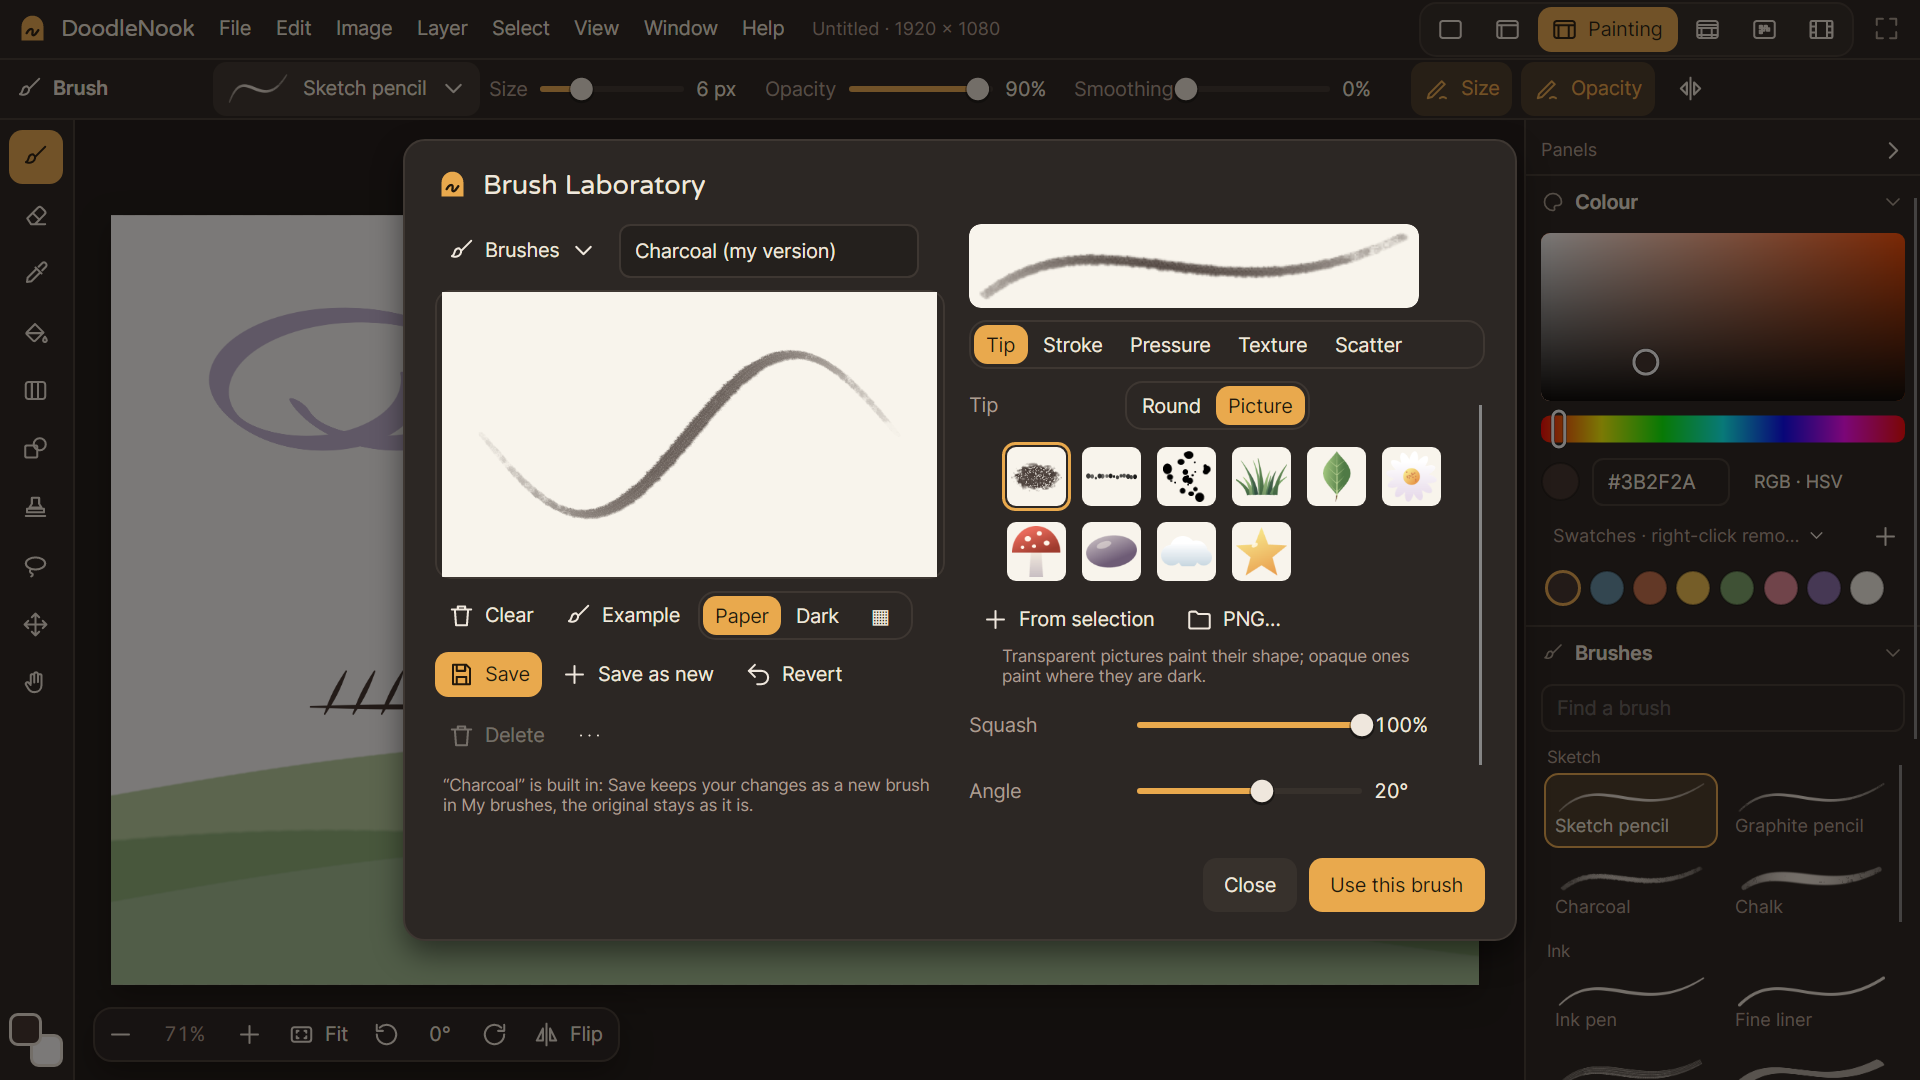 DoodleNook File Edit Image Layer Select View Window Help Untitled · 1920 × 1080 Painting
Brush Sketch pencil Size 6 px Opacity 90% Smoothing 0% Size Opacity
Brush Laboratory
Brushes Charcoal (my version)
Tip Stroke Pressure Texture Scatter
Tip Round Picture
From selection PNG...
Transparent pictures paint their shape; opaque ones
paint where they are dark.
Squash 100%
Angle 20°
Clear Example Paper Dark
Save Save as new Revert
Delete ...
“Charcoal” is built in: Save keeps your changes as a new brush
in My brushes, the original stays as it is.
Close Use this brush
Panels
Colour
#3B2F2A RGB · HSV
Swatches · right-click remo...
Brushes
Find a brush
Sketch
Sketch pencil Graphite pencil
Charcoal Chalk
Ink
Ink pen Fine liner
71% Fit 0° Flip